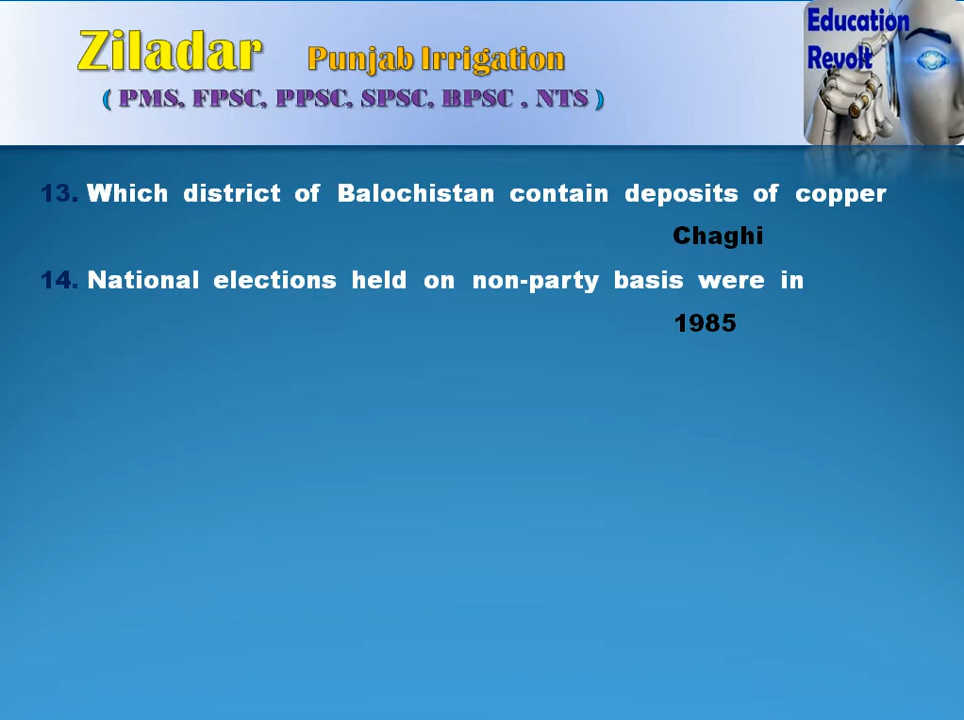 Ziladar Punjab Irrigation
( PMS, FPSC, PPSC, SPSC, BPSC , NTS )
Education
Revolt
13. Which district of Balochistan contain deposits of copper
Chaghi
14. National elections held on non-party basis were in
1985